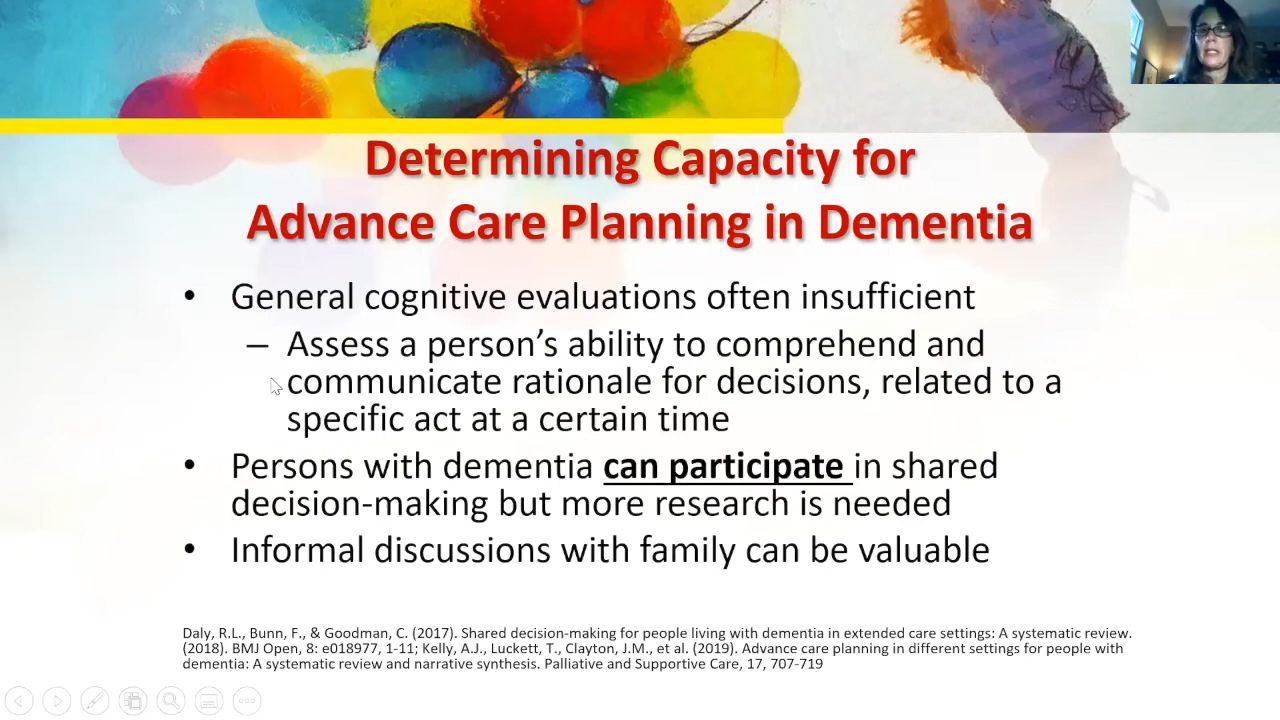 Determining Capacity for
Advance Care Planning in Dementia
• General cognitive evaluations often insufficient
– Assess a person’s ability to comprehend and
communicate rationale for decisions, related to a
specific act at a certain time
• Persons with dementia can participate in shared
decision-making but more research is needed
• Informal discussions with family can be valuable
Daly, R.L., Bunn, F., & Goodman, C. (2017). Shared decision-making for people living with dementia in extended care settings: A systematic review.
(2018). BMJ Open, 8: e018977, 1-11; Kelly, A.J., Luckett, T., Clayton, J.M., et al. (2019). Advance care planning in different settings for people with
dementia: A systematic review and narrative synthesis. Palliative and Supportive Care, 17, 707-719